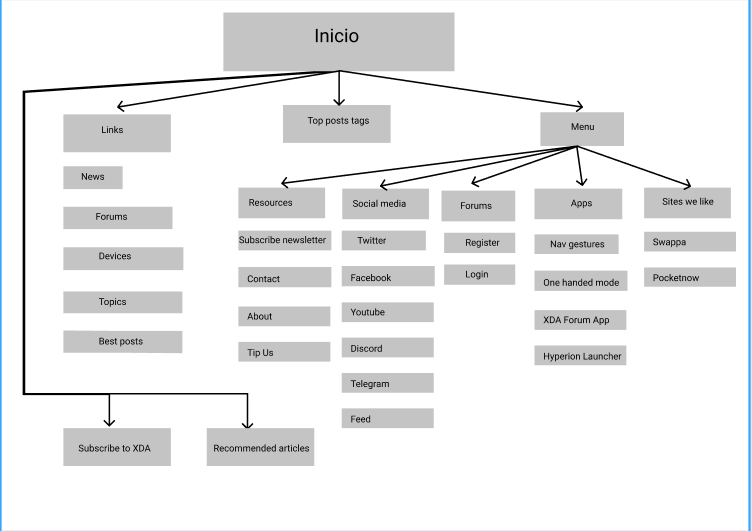 Inicio
Links
Top posts tags
Menu
News
Forums
Devices
Topics
Best posts
Resources
Subscribe newsletter
Contact
About
Tip Us
Social media
Twitter
Facebook
Youtube
Discord
Telegram
Feed
Forums
Register
Login
Apps
Nav gestures
One handed mode
XDA Forum App
Hyperion Launcher
Sites we like
Swappa
Pocketnow
Subscribe to XDA
Recommended articles